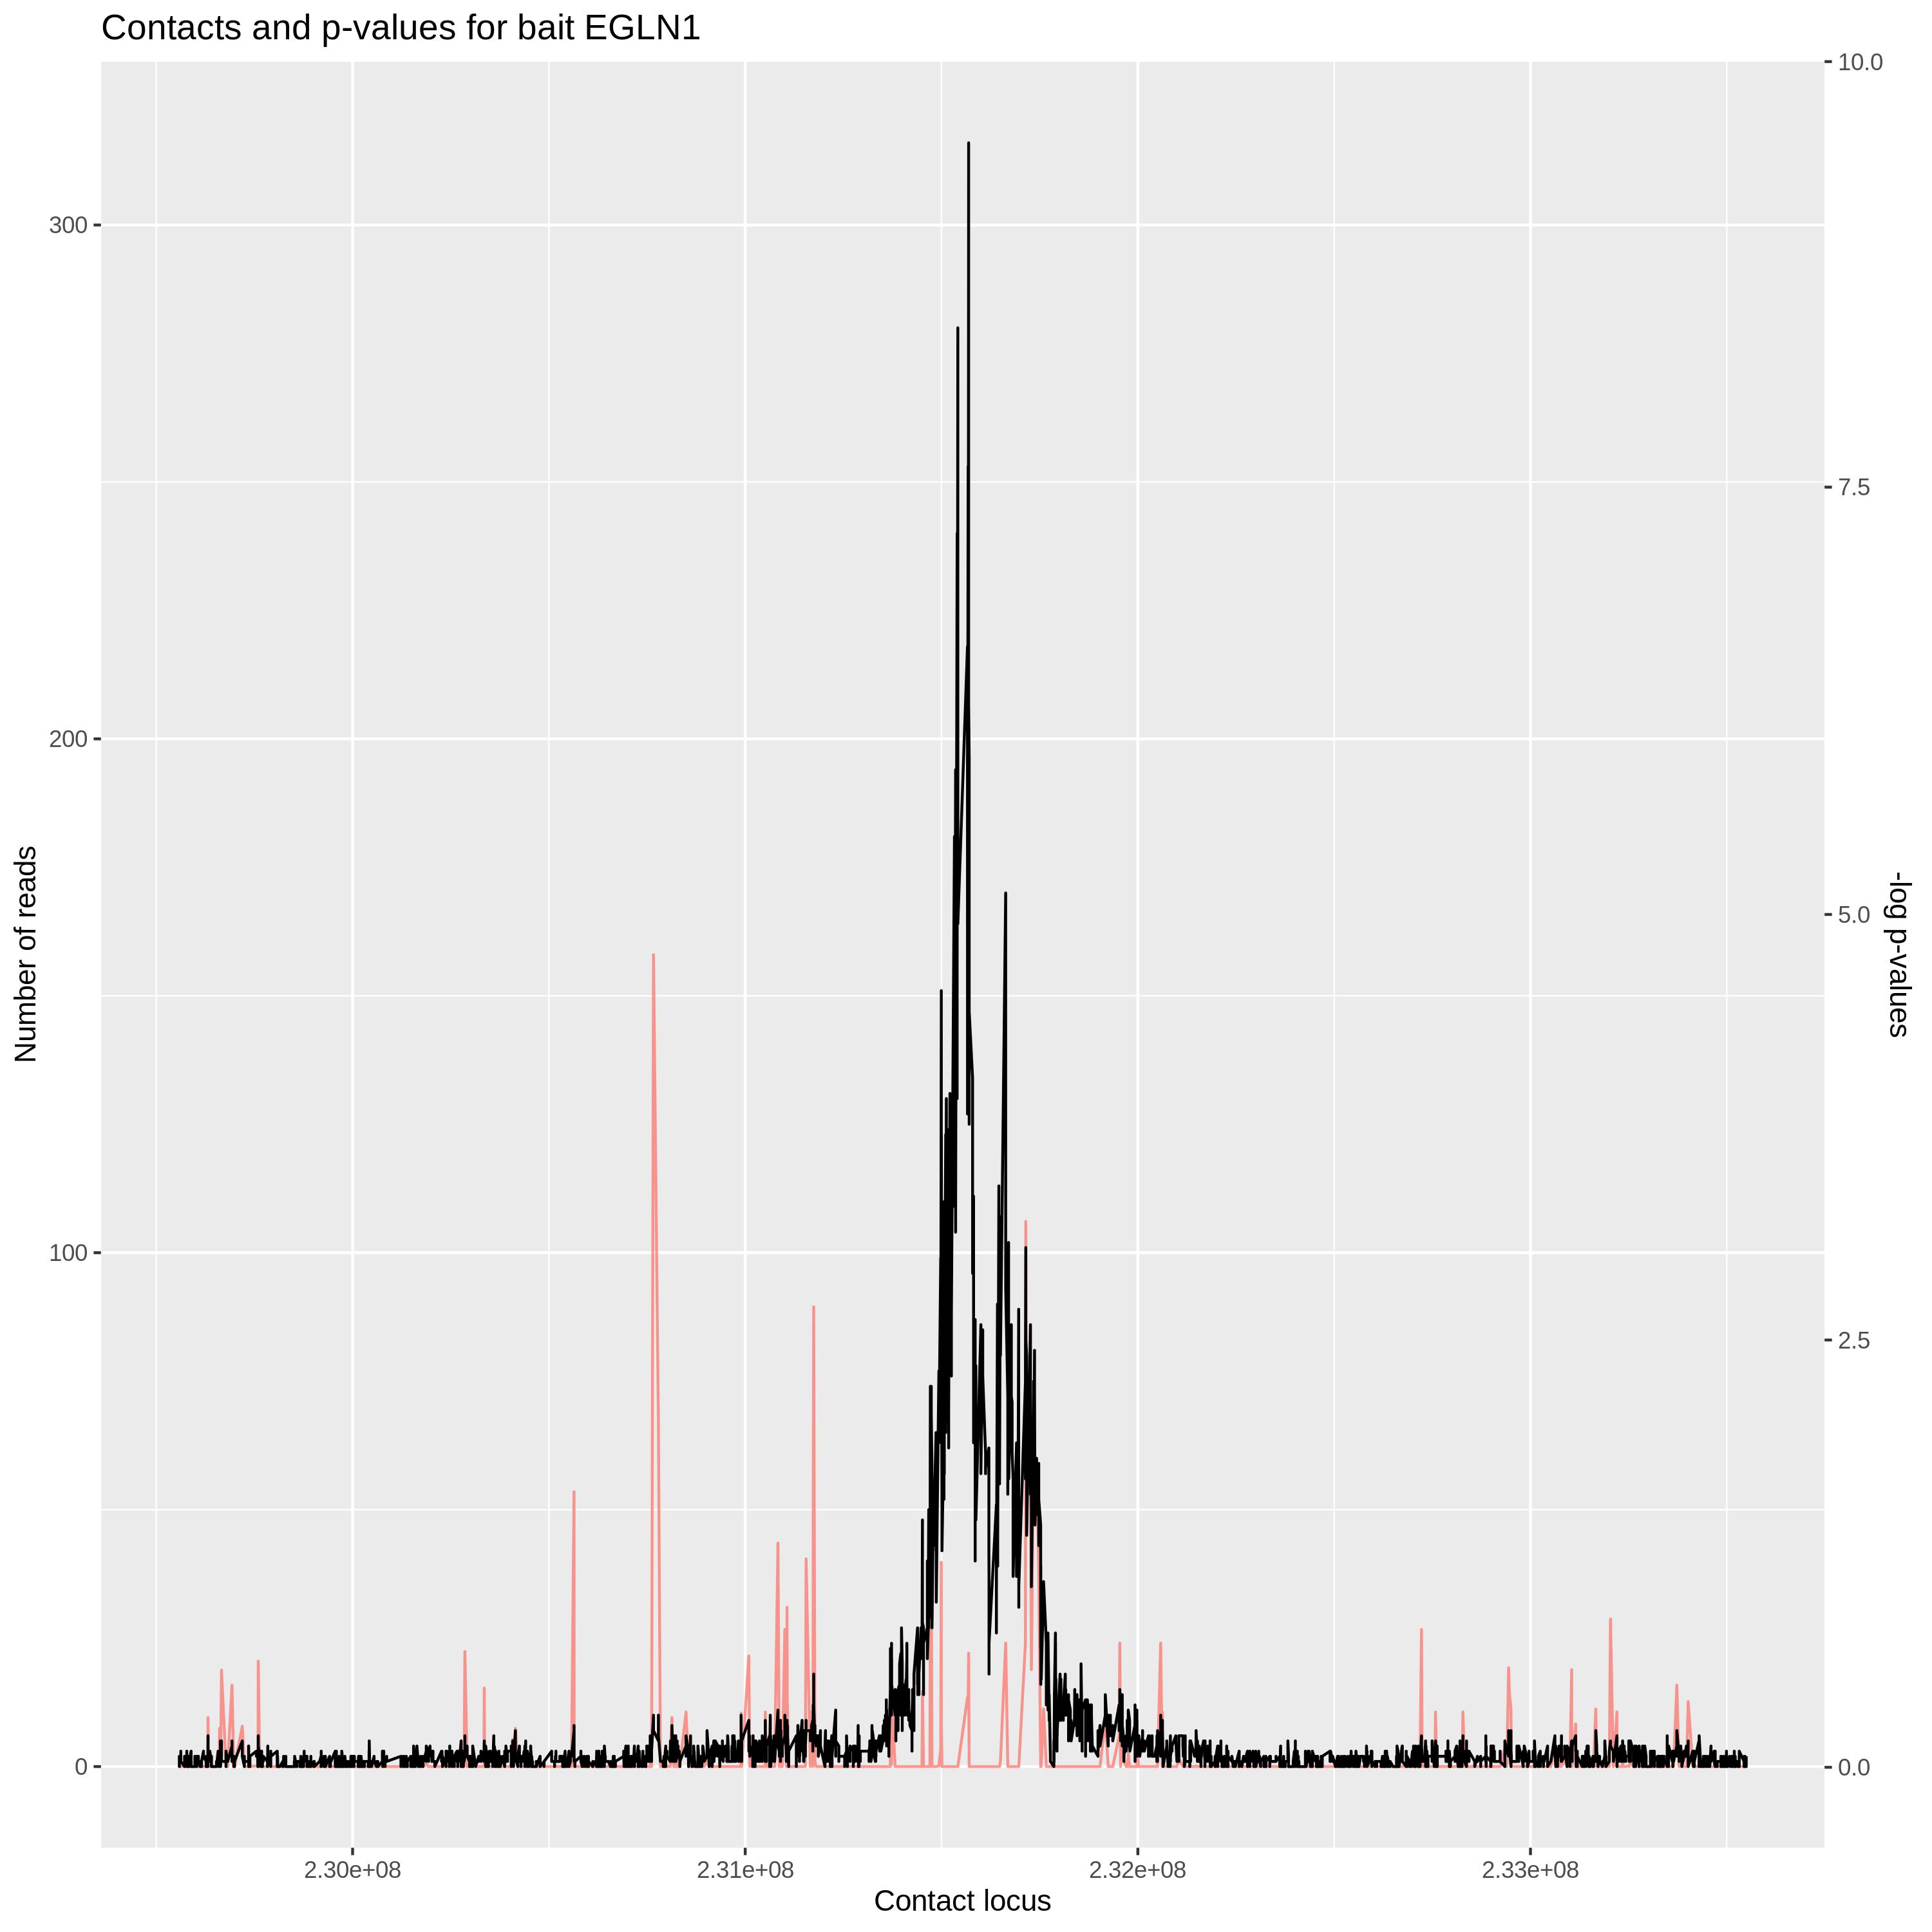 Contacts and p-values for bait EGLN1
Number of reads
300
200
100
0
10.0
7.5
5.0
2.5
0.0
-log p-values
2.30e+08
2.31e+08
2.32e+08
2.33e+08
Contact locus